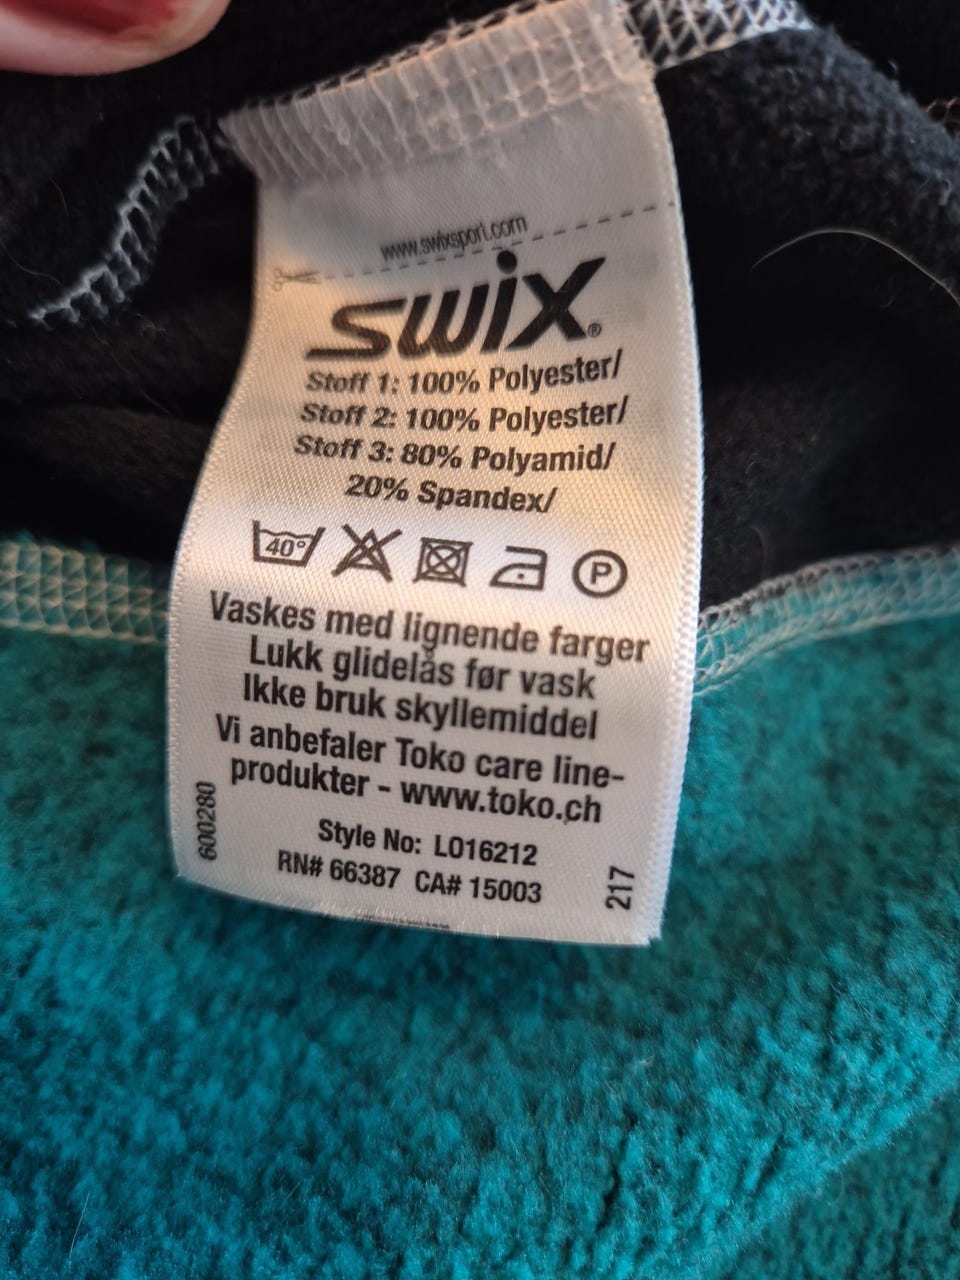 www.swixsport.com
SWIX®
Stoff 1: 100% Polyester/
Stoff 2: 100% Polyester/
Stoff 3: 80% Polyamid/
20% Spandex/
40°
P
Vaskes med lignende farger
Lukk glidelås før vask
Ikke bruk skyllemiddel
Vi anbefaler Toko care line-
produkter - www.toko.ch
Style No: LO16212
RN# 66387 CA# 15003
600280
217